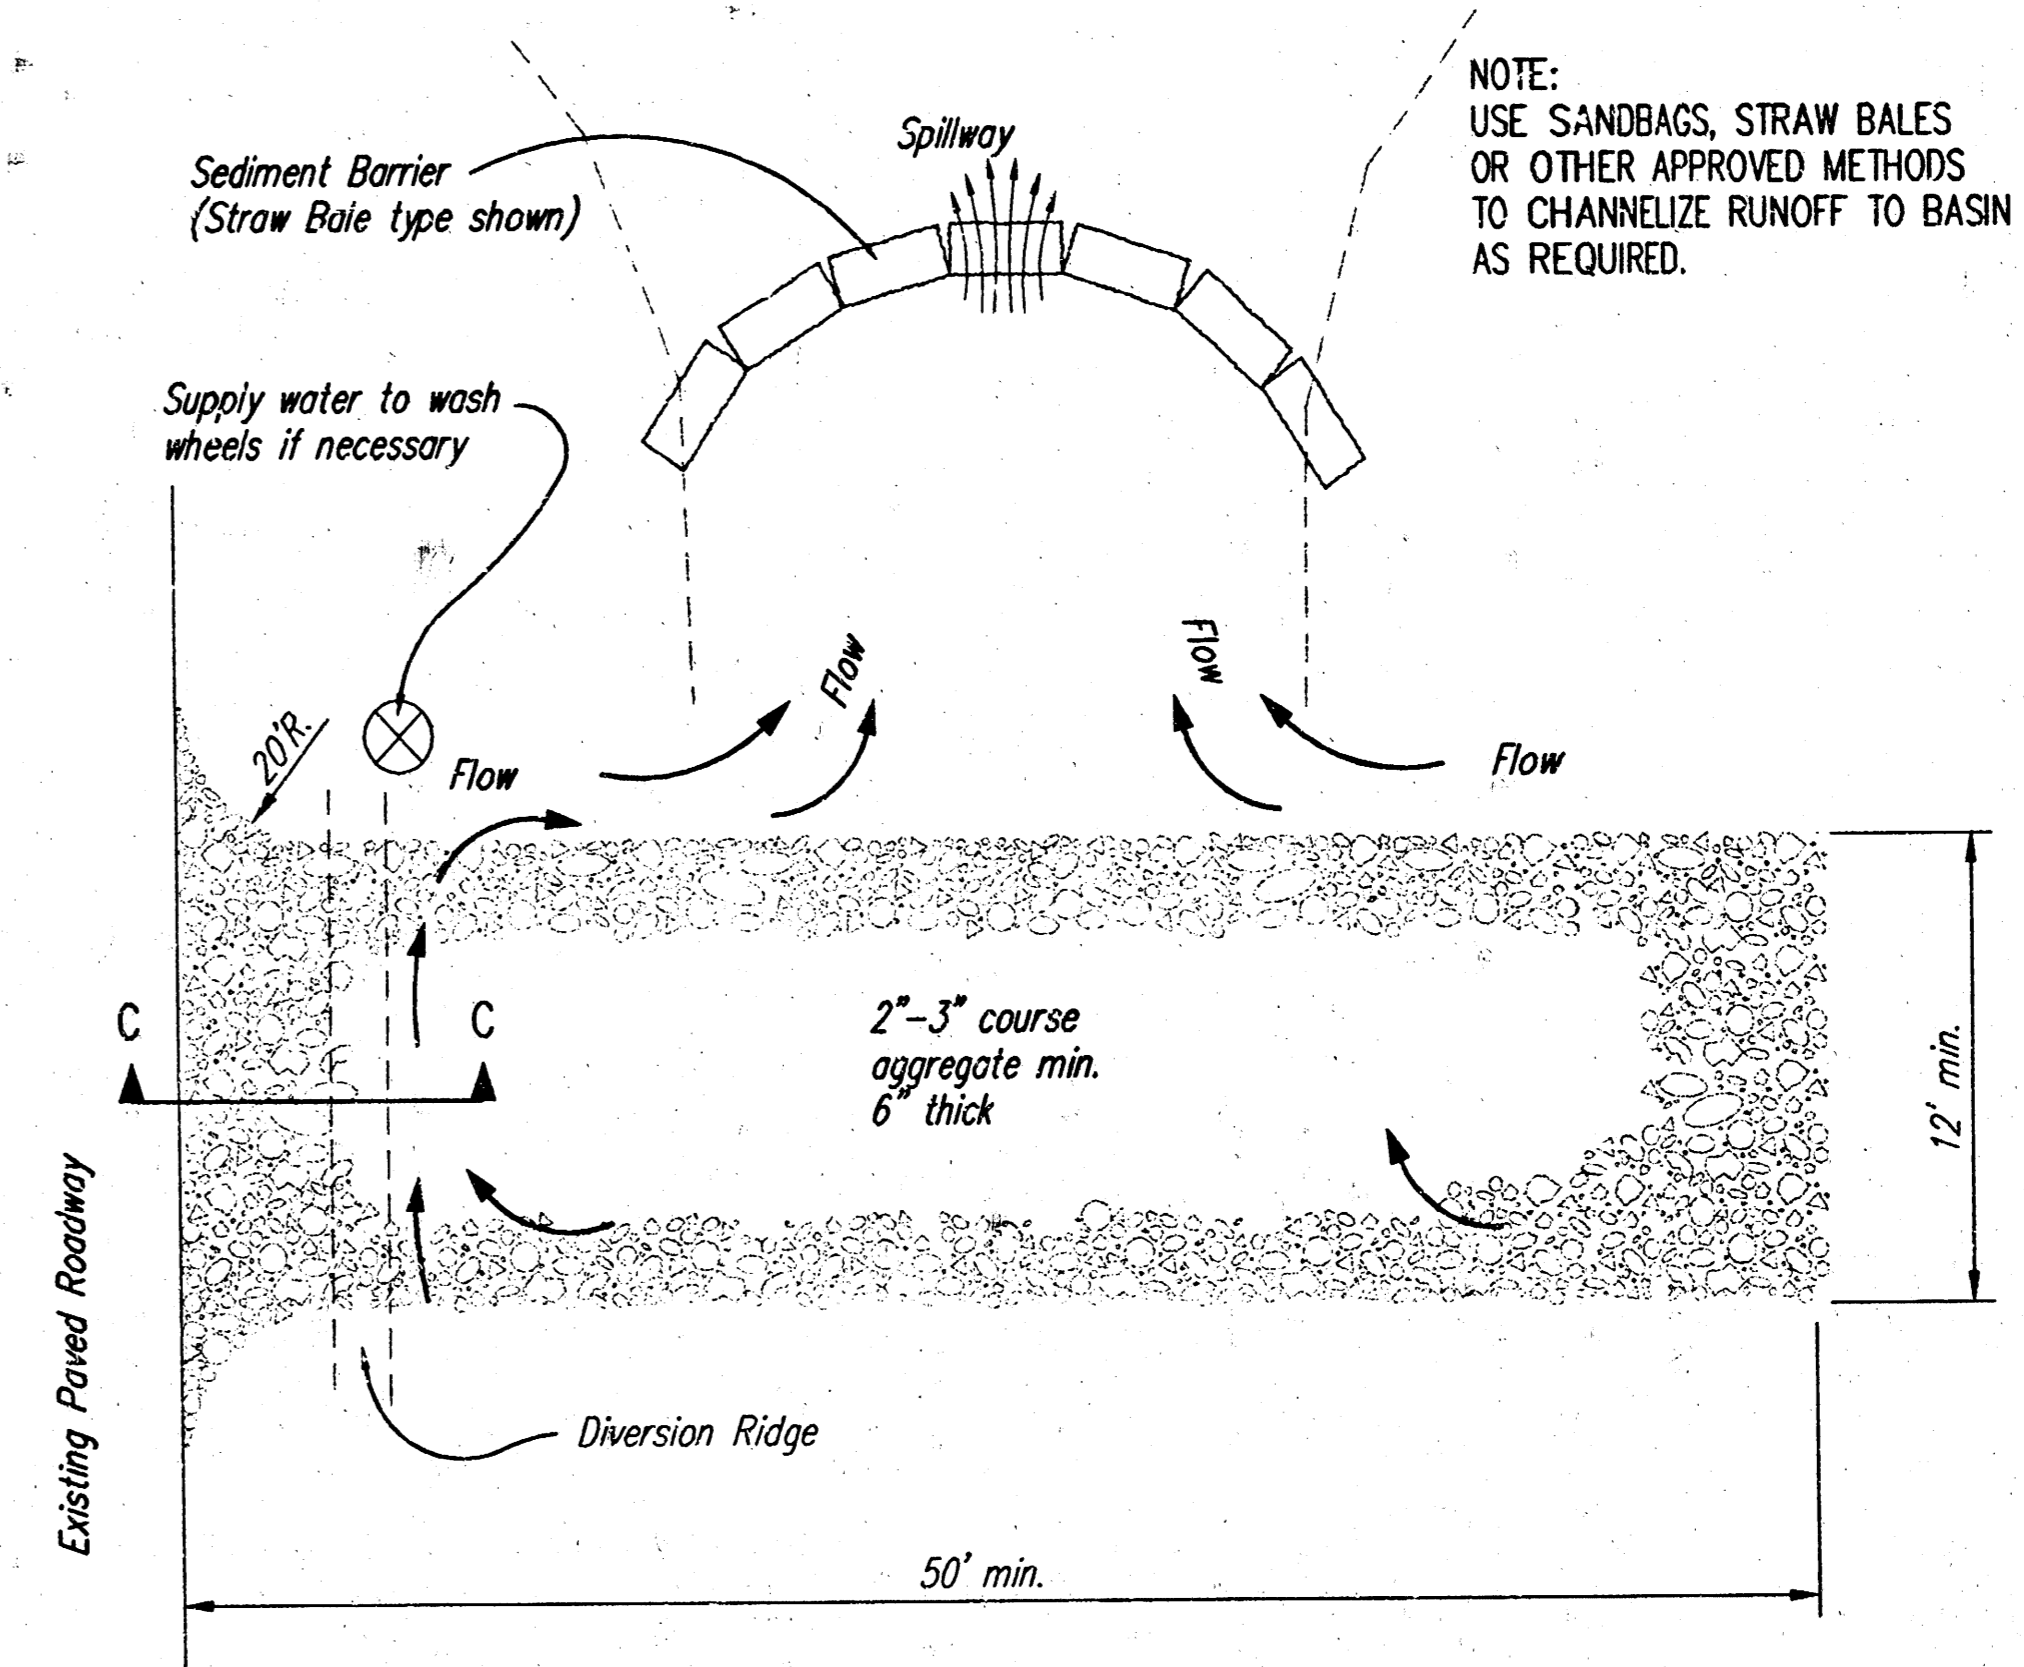 NOTE:
USE SANDBAGS, STRAW BALES
OR OTHER APPROVED METHODS
TO CHANNELIZE RUNOFF TO BASIN
AS REQUIRED.
Spillway
Sediment Barrier
(Straw Bale type shown)
Supply water to wash
wheels if necessary
Flow
Flow
20'R.
Flow
Flow
C
C
2"-3" course
aggregate min.
6" thick
12' min.
Existing Paved Roadway
Diversion Ridge
50' min.